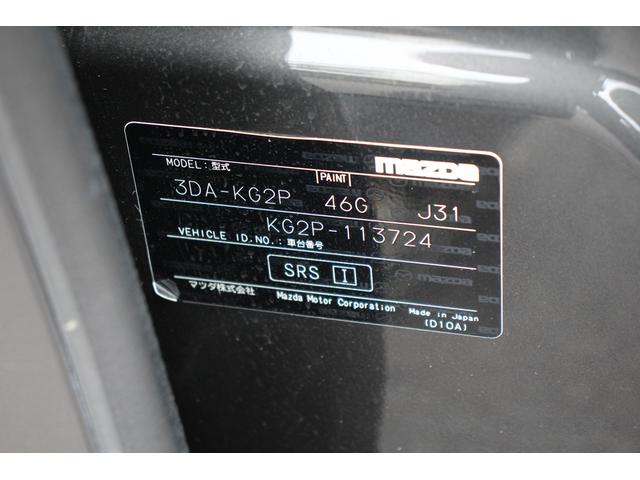 mazda
MODEL:型式 PAINT
3DA-KG2P 46G J31
KG2P-113724
VEHICLE ID.NO.:車台番号
SRS I
マツダ株式会社 Mazda Motor Corporation Made in Japan
(D10A)